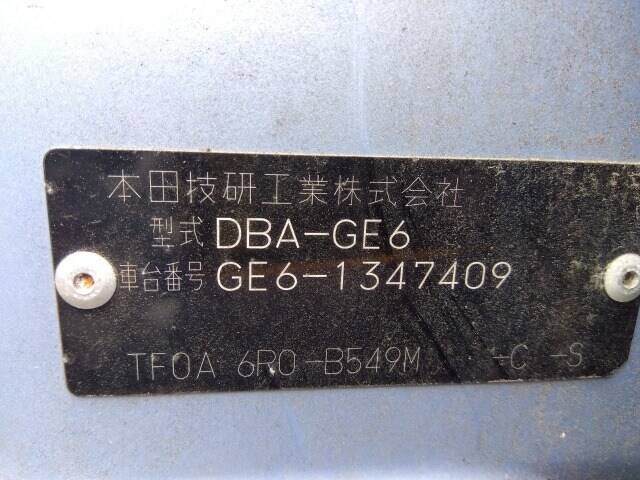 本田技研工業株式会社
型式 DBA-GE6
車台番号 GE6-1347409
TF0A 6R0-B549M -C -S